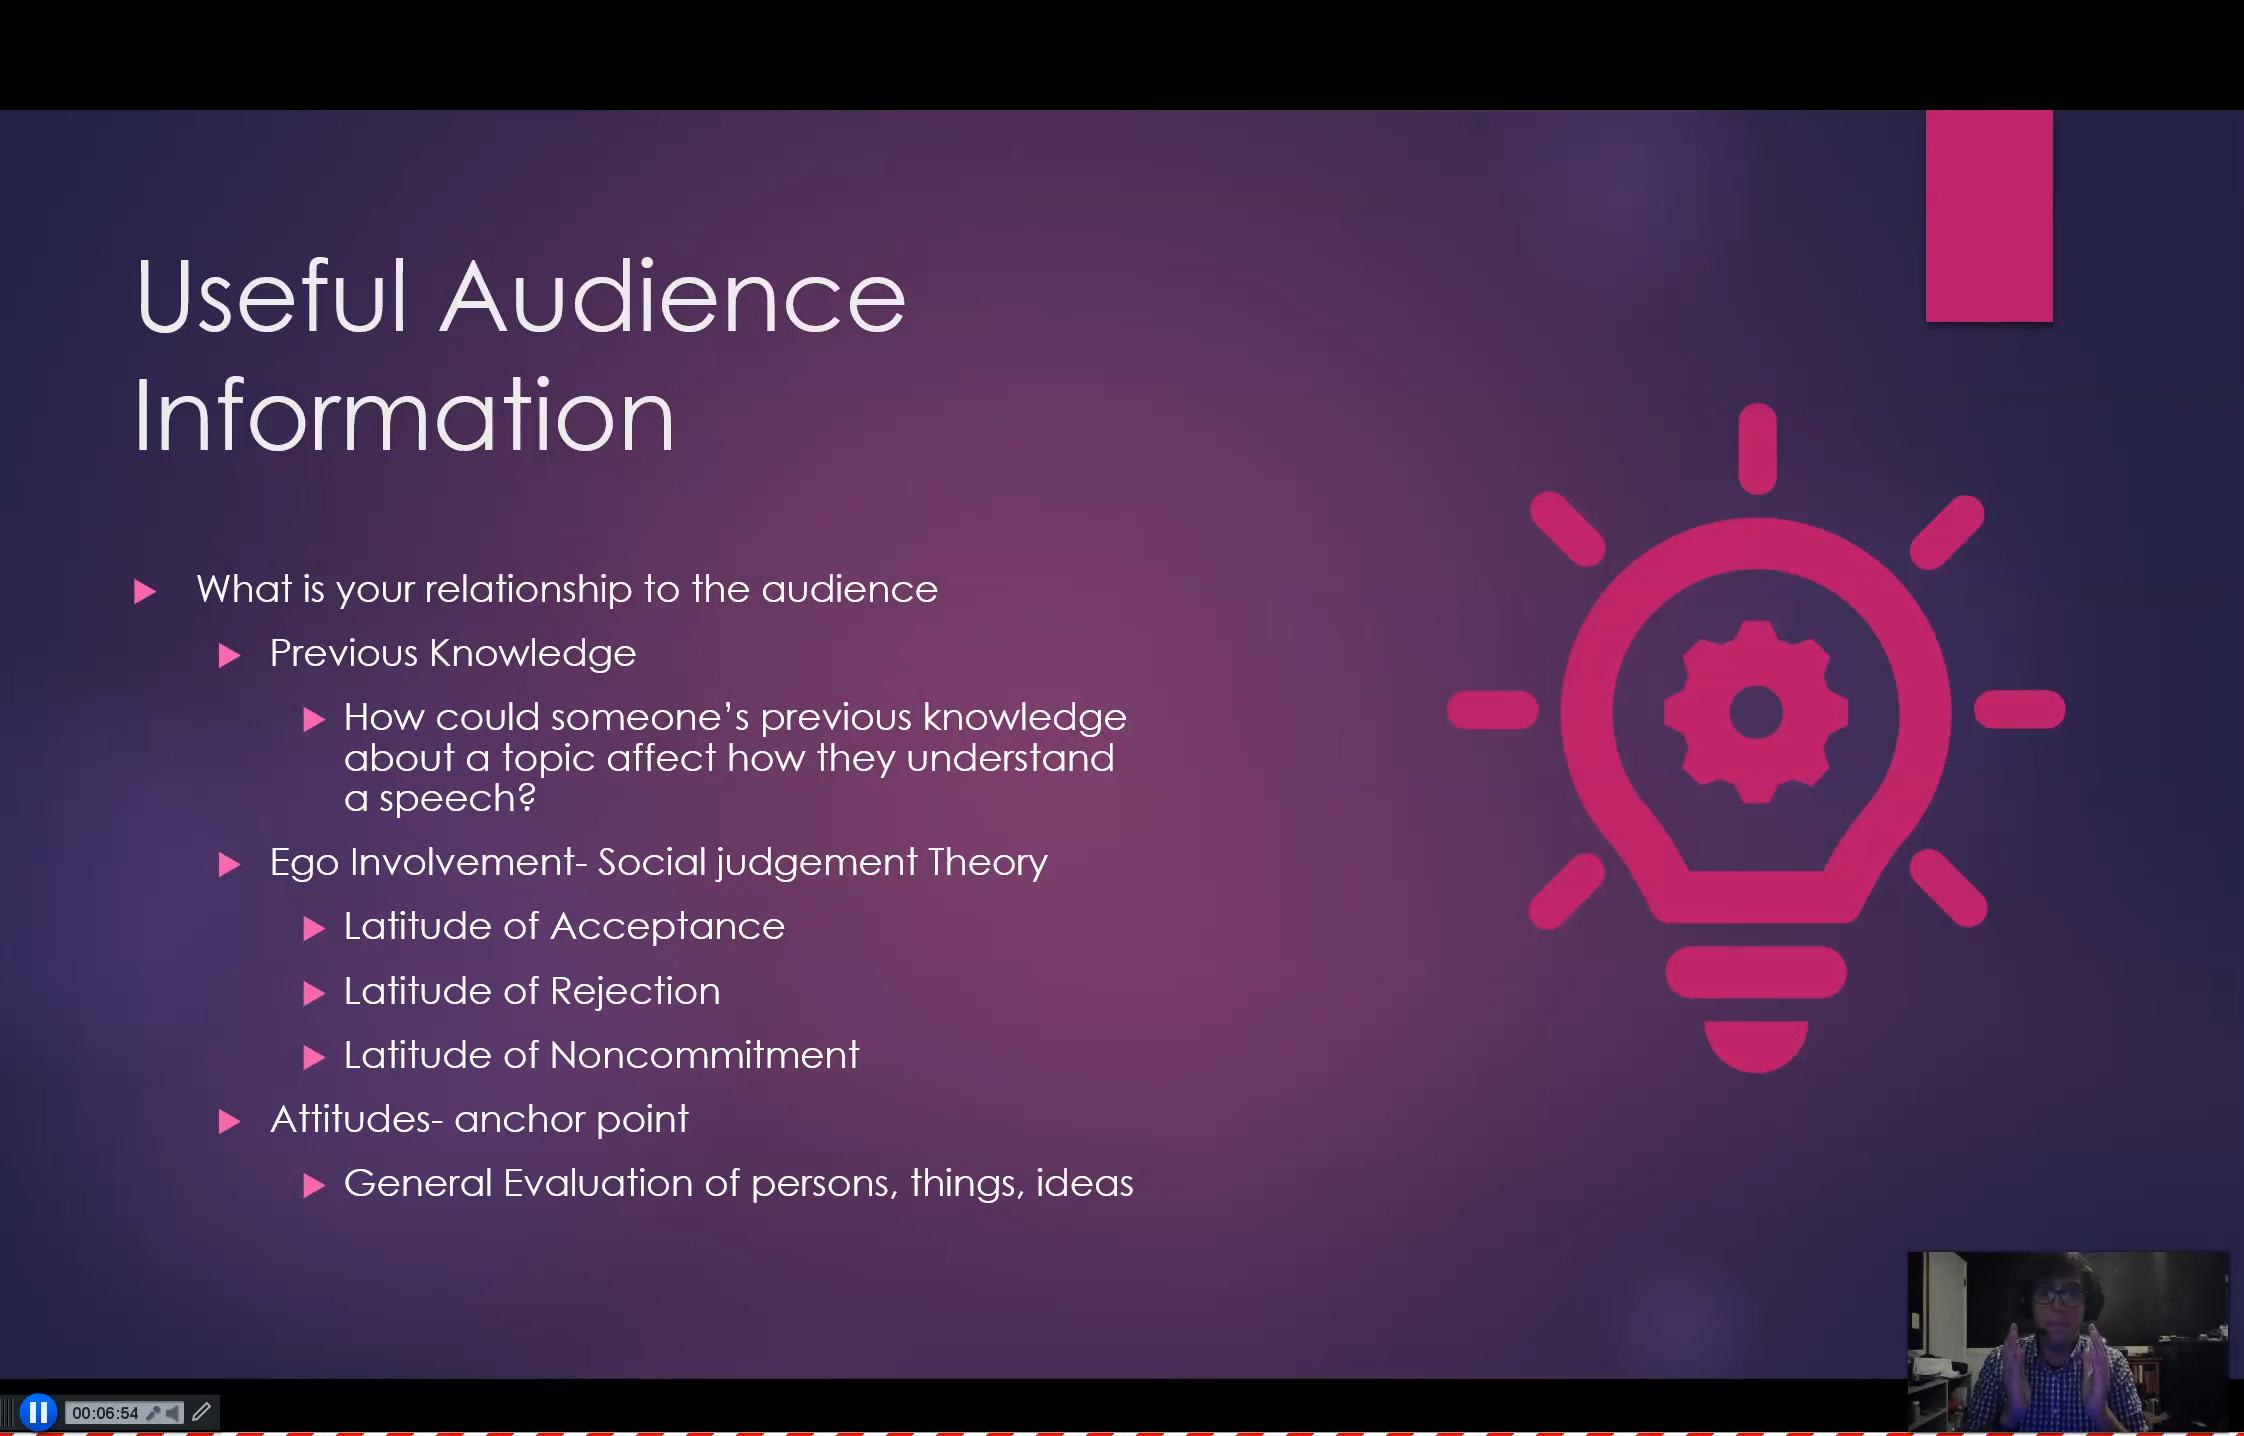 Useful Audience
Information
What is your relationship to the audience
Previous Knowledge
How could someone’s previous knowledge
about a topic affect how they understand
a speech?
Ego Involvement- Social judgement Theory
Latitude of Acceptance
Latitude of Rejection
Latitude of Noncommitment
Attitudes- anchor point
General Evaluation of persons, things, ideas
00:06:54